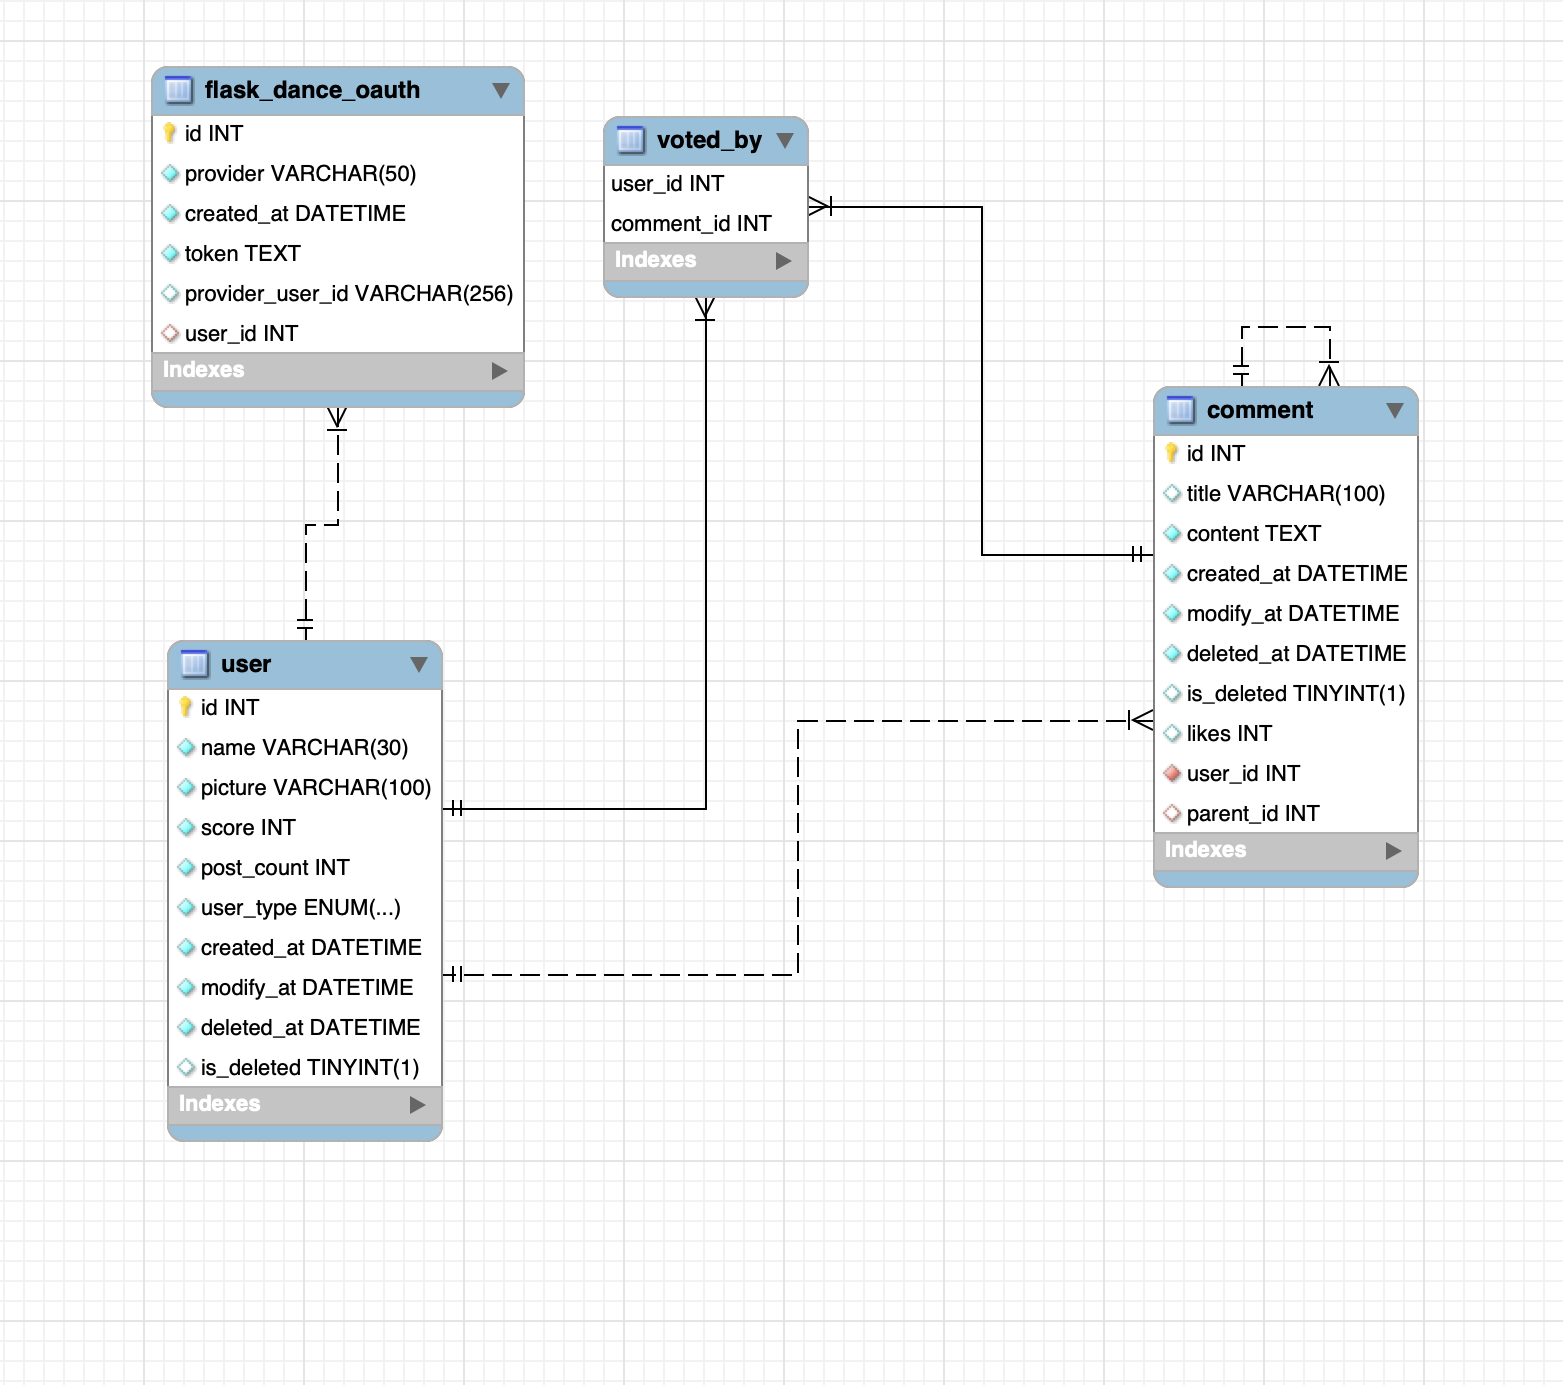 flask_dance_oauth
id INT
provider VARCHAR(50)
created_at DATETIME
token TEXT
provider_user_id VARCHAR(256)
user_id INT
Indexes
voted_by
user_id INT
comment_id INT
Indexes
comment
id INT
title VARCHAR(100)
content TEXT
created_at DATETIME
modify_at DATETIME
deleted_at DATETIME
is_deleted TINYINT(1)
likes INT
user_id INT
parent_id INT
Indexes
user
id INT
name VARCHAR(30)
picture VARCHAR(100)
score INT
post_count INT
user_type ENUM(...)
created_at DATETIME
modify_at DATETIME
deleted_at DATETIME
is_deleted TINYINT(1)
Indexes